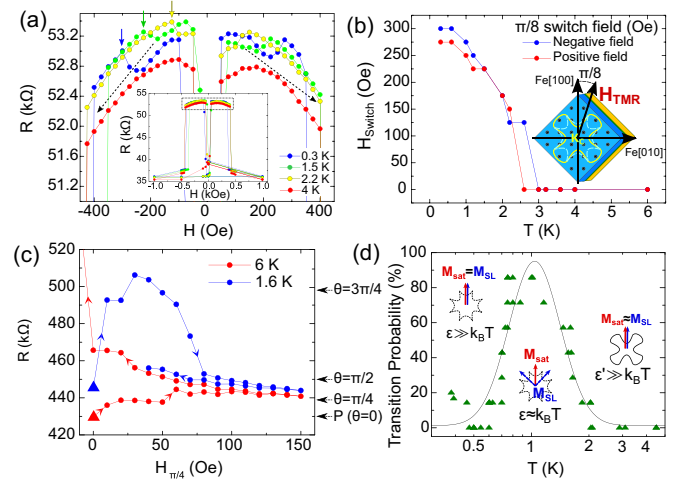 (a)
53.2
52.8
52.4
52.0
51.6
51.2
R (kΩ)
-400 -200 0 200 400
H (Oe)
55
50
45
40
35
R (kΩ)
-1.0 -0.5 0.0 0.5 1.0
H (kOe)
0.3 K
1.5 K
2.2 K
4 K
(b)
π/8 switch field (Oe)
Negative field
Positive field
300
250
200
150
100
50
0
H_Switch (Oe)
0 1 2 3 4 5 6
T (K)
Fe[100]
π/8
H_TMR
Fe[010]
(c)
6 K
1.6 K
520
500
480
460
440
420
R (kΩ)
0 50 100 150
H_π/4 (Oe)
θ=3π/4
θ=π/2
θ=π/4
P (θ=0)
(d)
100
80
60
40
20
0
Transition Probability (%)
0.5 1 2 3 4
T (K)
M_sat=M_SL
ε≫k_BT
M_sat
M_SL
ε≈k_BT
M_sat≈M_SL
ε'≫k_BT